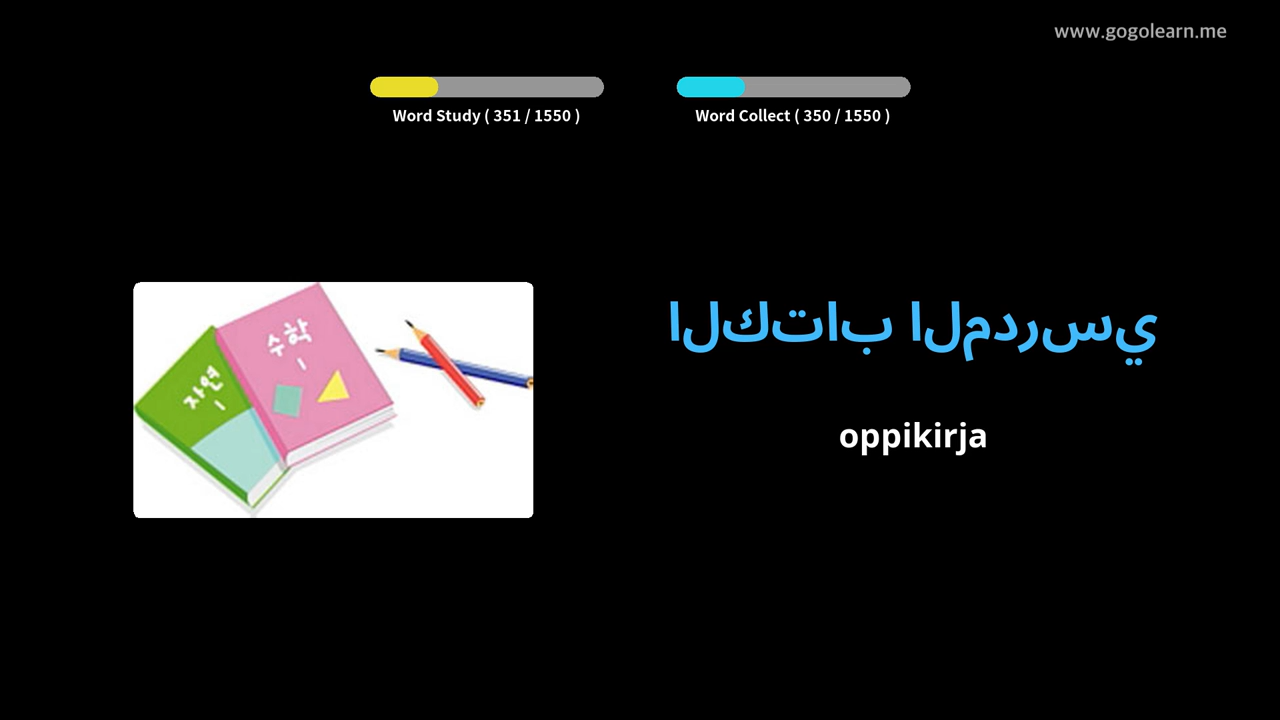 www.gogolearn.me
Word Study ( 351 / 1550 )
Word Collect ( 350 / 1550 )
수학
1
자연
1
الكتاب المدرسي
oppikirja